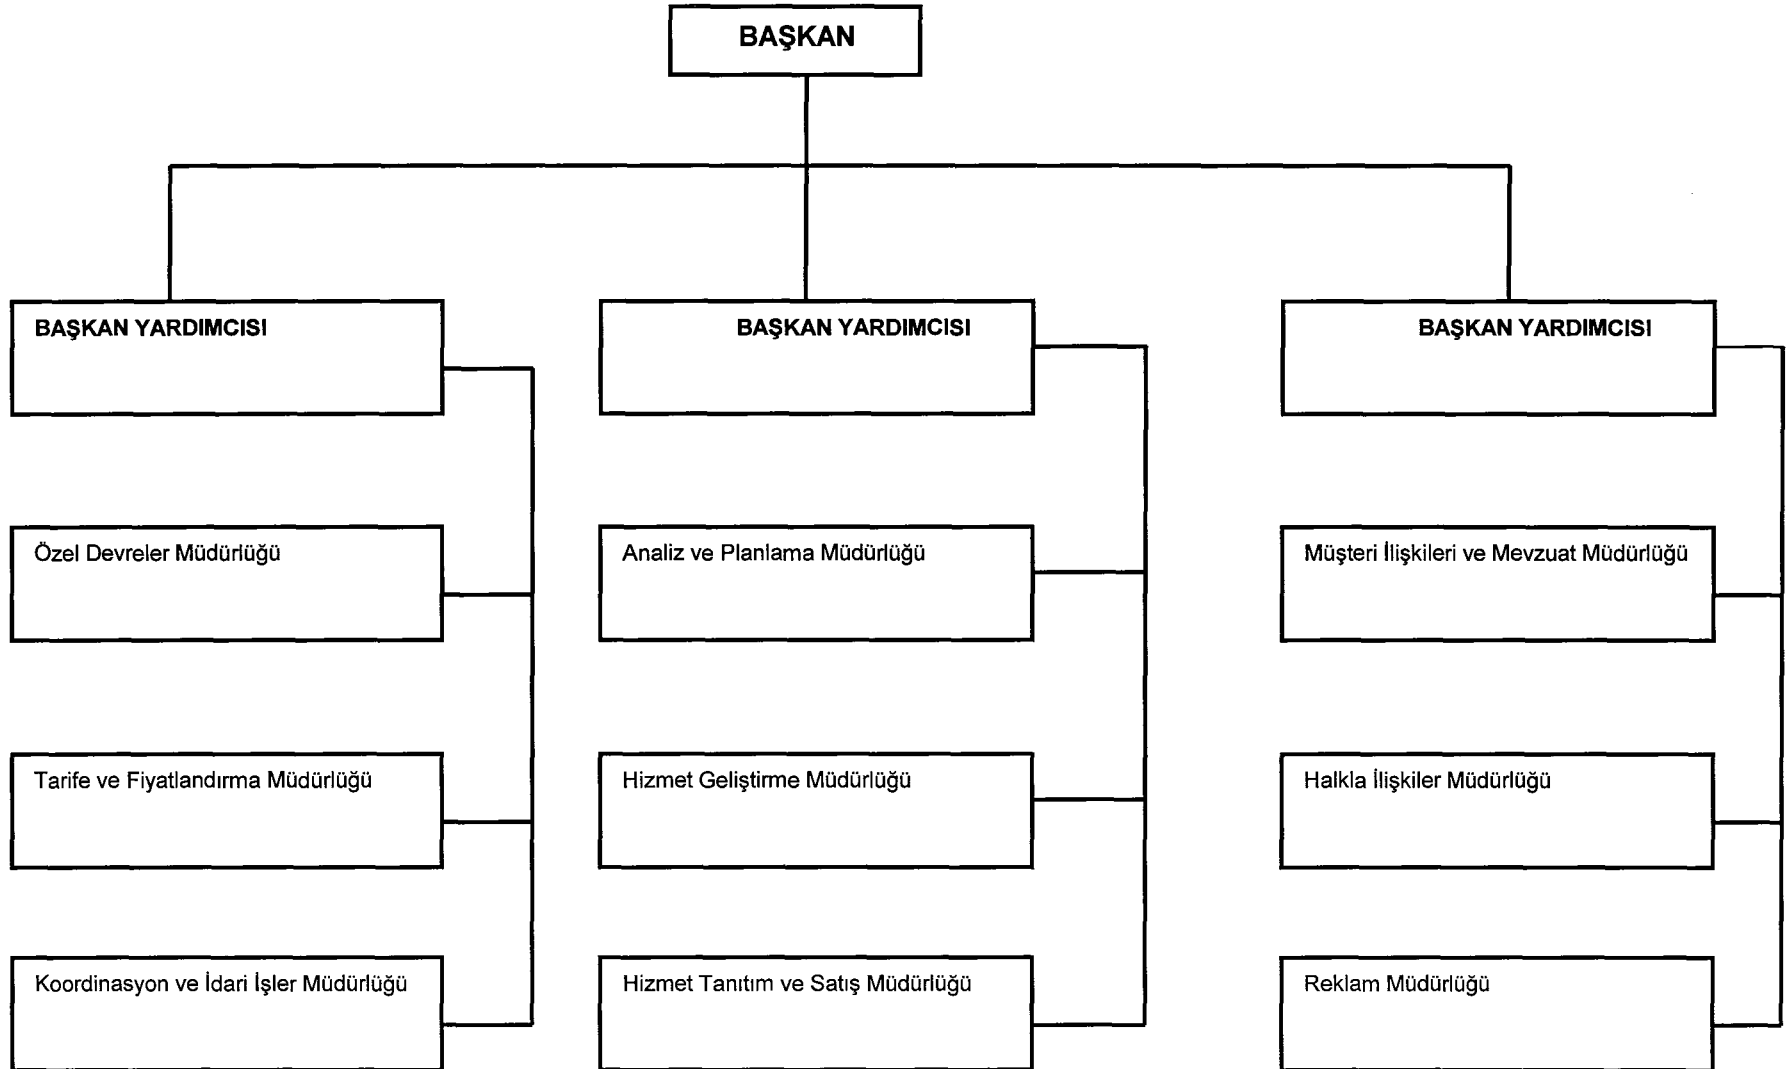 BAŞKAN
BAŞKAN YARDIMCISI
BAŞKAN YARDIMCISI
BAŞKAN YARDIMCISI
Özel Devreler Müdürlüğü
Analiz ve Planlama Müdürlüğü
Müşteri İlişkileri ve Mevzuat Müdürlüğü
Tarife ve Fiyatlandırma Müdürlüğü
Hizmet Geliştirme Müdürlüğü
Halkla İlişkiler Müdürlüğü
Koordinasyon ve İdari İşler Müdürlüğü
Hizmet Tanıtım ve Satış Müdürlüğü
Reklam Müdürlüğü